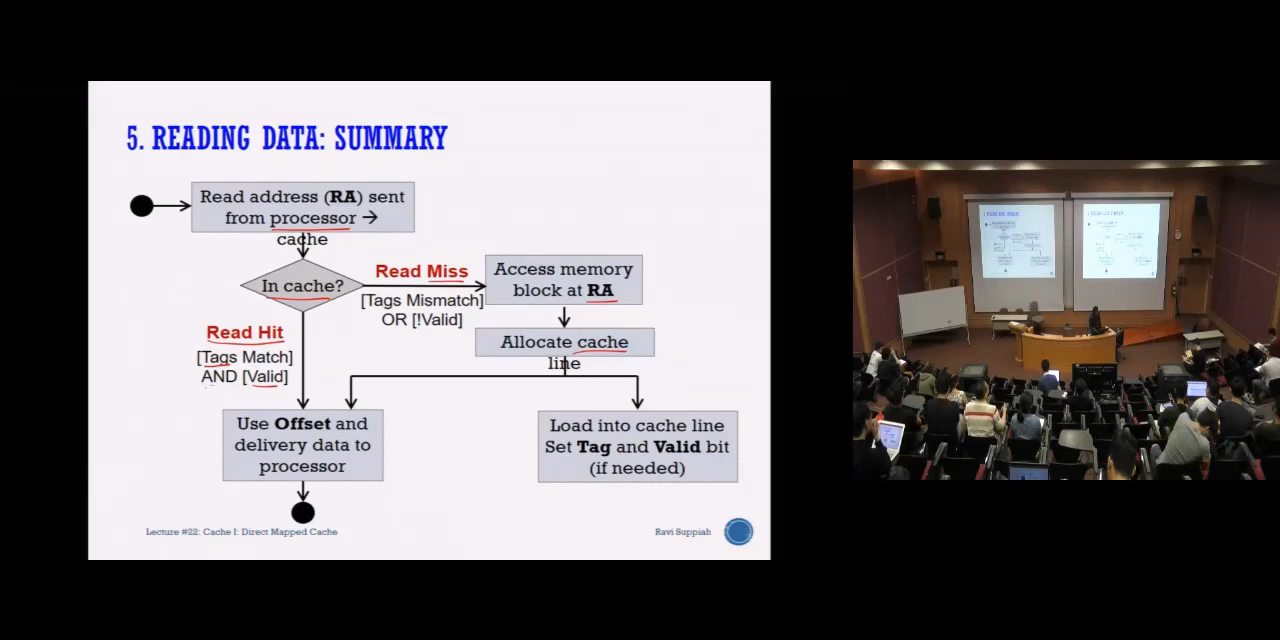 5. READING DATA: SUMMARY
Read address (RA) sent
from processor →
cache
In cache?
Read Miss
[Tags Mismatch]
OR [!Valid]
Access memory
block at RA
Allocate cache
line
Read Hit
[Tags Match]
AND [Valid]
Use Offset and
delivery data to
processor
Load into cache line
Set Tag and Valid bit
(if needed)
Lecture #22: Cache I: Direct Mapped Cache
Ravi Suppiah